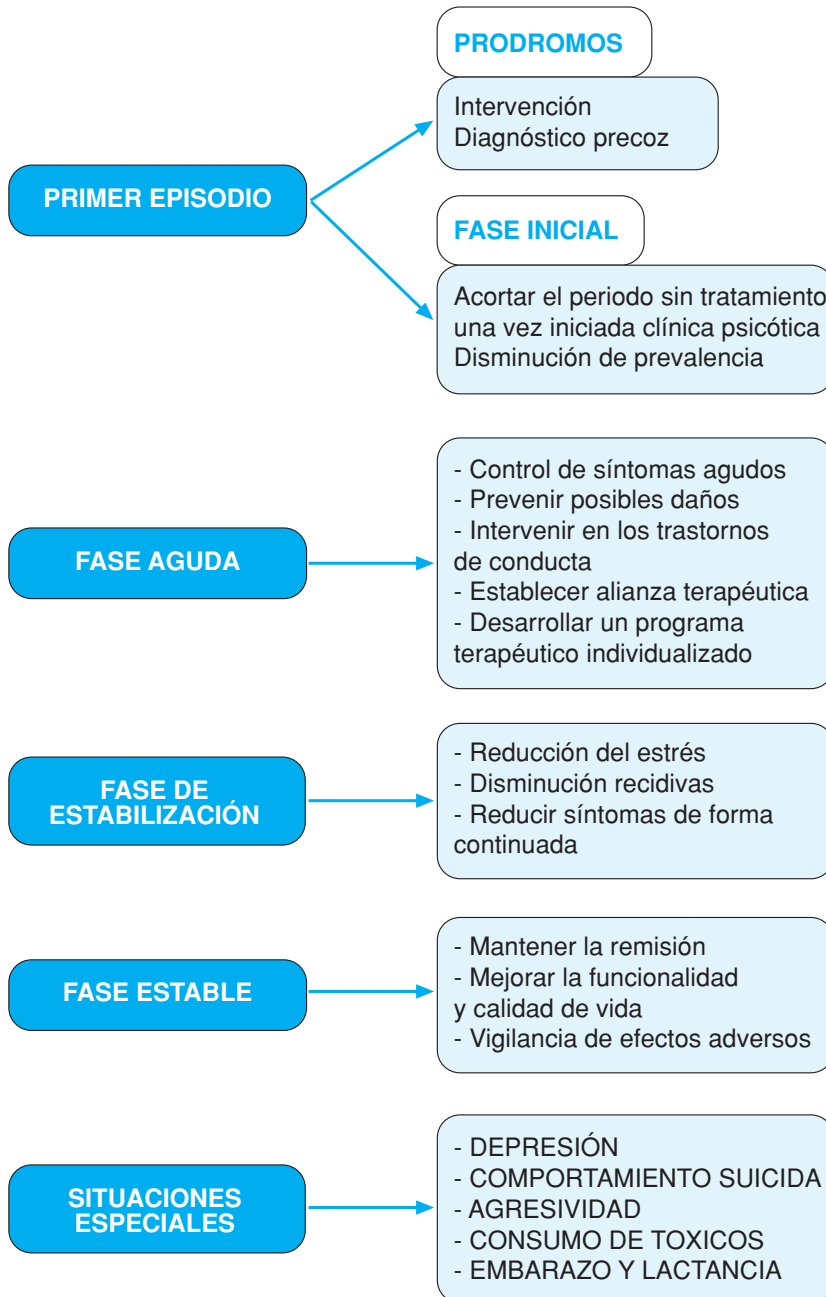 PRODROMOS
Intervención
Diagnóstico precoz
PRIMER EPISODIO
FASE INICIAL
Acortar el periodo sin tratamiento
una vez iniciada clínica psicótica
Disminución de prevalencia
FASE AGUDA
- Control de síntomas agudos
- Prevenir posibles daños
- Intervenir en los trastornos
de conducta
- Establecer alianza terapéutica
- Desarrollar un programa
terapéutico individualizado
FASE DE
ESTABILIZACIÓN
- Reducción del estrés
- Disminución recidivas
- Reducir síntomas de forma
continuada
FASE ESTABLE
- Mantener la remisión
- Mejorar la funcionalidad
y calidad de vida
- Vigilancia de efectos adversos
SITUACIONES
ESPECIALES
- DEPRESIÓN
- COMPORTAMIENTO SUICIDA
- AGRESIVIDAD
- CONSUMO DE TOXICOS
- EMBARAZO Y LACTANCIA